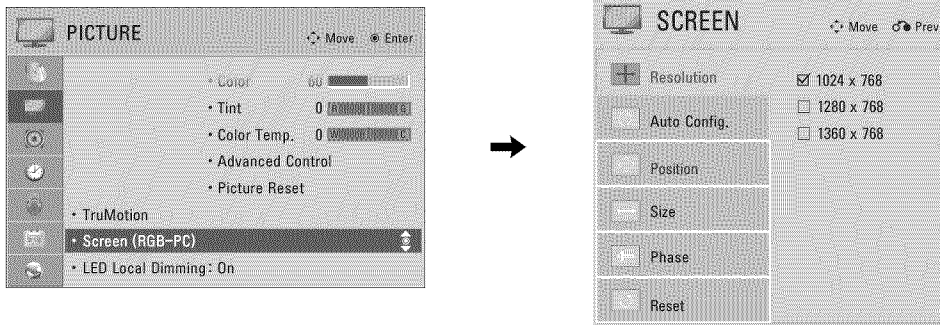 PICTURE
Move Enter
• Color 60
• Tint 0 R G
• Color Temp. 0 W C
• Advanced Control
• Picture Reset
• TruMotion
• Screen (RGB-PC)
• LED Local Dimming : On
SCREEN
Move Prev
Resolution
Auto Config.
Position
Size
Phase
Reset
1024 x 768
1280 x 768
1360 x 768